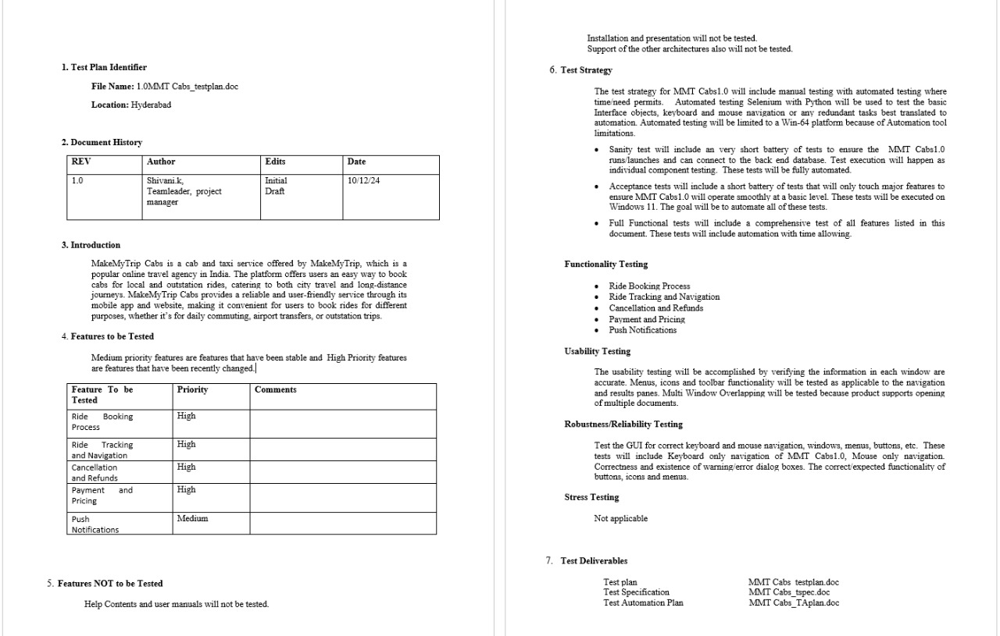 1. Test Plan Identifier
File Name: 1.0MMT Cabs_testplan.doc
Location: Hyderabad
2. Document History
REV Author Edits Date
1.0 Shivani.k, Initial 10/12/24
Teamleader, project Draft
manager
3. Introduction
MakeMyTrip Cabs is a cab and taxi service offered by MakeMyTrip, which is a
popular online travel agency in India. The platform offers users an easy way to book
cabs for local and outstation rides, catering to both city travel and long-distance
journeys. MakeMyTrip Cabs provides a reliable and user-friendly service through its
mobile app and website, making it convenient for users to book rides for different
purposes, whether it's for daily commuting, airport transfers, or outstation trips.
4. Features to be Tested
Medium priority features are features that have been stable and High Priority features
are features that have been recently changed.
Feature To be Priority Comments
Tested
Ride Booking High
Process
Ride Tracking High
and Navigation
Cancellation High
and Refunds
Payment and High
Pricing
Push Medium
Notifications
5. Features NOT to be Tested
Help Contents and user manuals will not be tested.
Installation and presentation will not be tested.
Support of the other architectures also will not be tested.
6. Test Strategy
The test strategy for MMT Cabs1.0 will include manual testing with automated testing where
time/need permits. Automated testing Selenium with Python will be used to test the basic
Interface objects, keyboard and mouse navigation or any redundant tasks best translated to
automation. Automated testing will be limited to a Win-64 platform because of Automation tool
limitations.
• Sanity test will include an very short battery of tests to ensure the MMT Cabs1.0
runs/launches and can connect to the back end database. Test execution will happen as
individual component testing. These tests will be fully automated.
• Acceptance tests will include a short battery of tests that will only touch major features to
ensure MMT Cabs1.0 will operate smoothly at a basic level. These tests will be executed on
Windows 11. The goal will be to automate all of these tests.
• Full Functional tests will include a comprehensive test of all features listed in this
document. These tests will include automation with time allowing.
Functionality Testing
• Ride Booking Process
• Ride Tracking and Navigation
• Cancellation and Refunds
• Payment and Pricing
• Push Notifications
Usability Testing
The usability testing will be accomplished by verifying the information in each window are
accurate. Menus, icons and toolbar functionality will be tested as applicable to the navigation
and results panes. Multi Window Overlapping will be tested because product supports opening
of multiple documents.
Robustness/Reliability Testing
Test the GUI for correct keyboard and mouse navigation, windows, menus, buttons, etc. These
tests will include Keyboard only navigation of MMT Cabs1.0, Mouse only navigation.
Correctness and existence of warning/error dialog boxes. The correct/expected functionality of
buttons, icons and menus.
Stress Testing
Not applicable
7. Test Deliverables
Test plan MMT Cabs testplan.doc
Test Specification MMT Cabs_tspec.doc
Test Automation Plan MMT Cabs_TAplan.doc